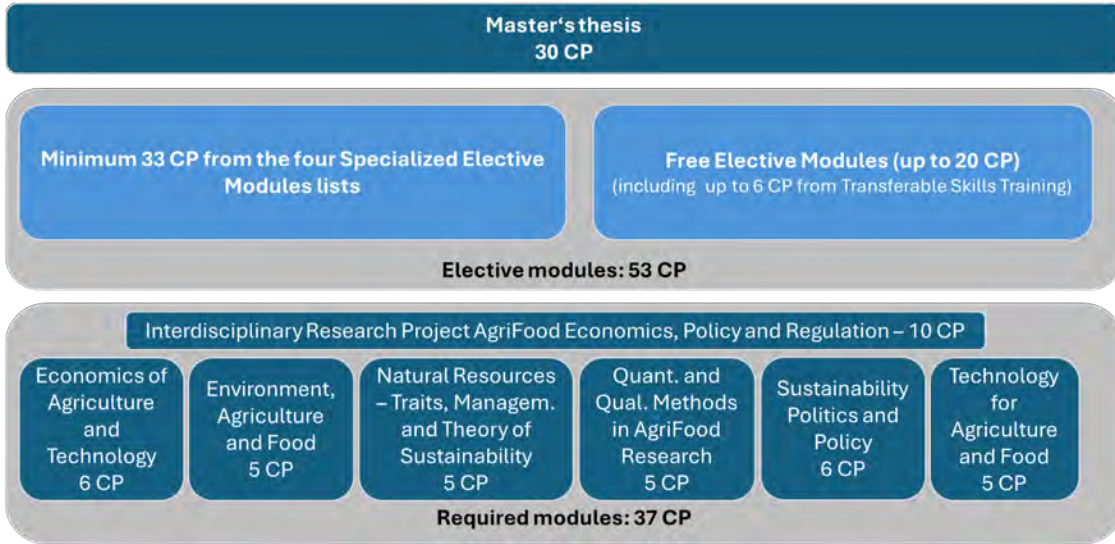 Master‘s thesis
30 CP
Minimum 33 CP from the four Specialized Elective
Modules lists
Free Elective Modules (up to 20 CP)
(including up to 6 CP from Transferable Skills Training)
Elective modules: 53 CP
Interdisciplinary Research Project AgriFood Economics, Policy and Regulation – 10 CP
Economics of
Agriculture
and
Technology
6 CP
Environment,
Agriculture
and Food
5 CP
Natural Resources
– Traits, Managem.
and Theory of
Sustainability
5 CP
Quant. and
Qual. Methods
in AgriFood
Research
5 CP
Sustainability
Politics and
Policy
6 CP
Technology
for
Agriculture
and Food
5 CP
Required modules: 37 CP